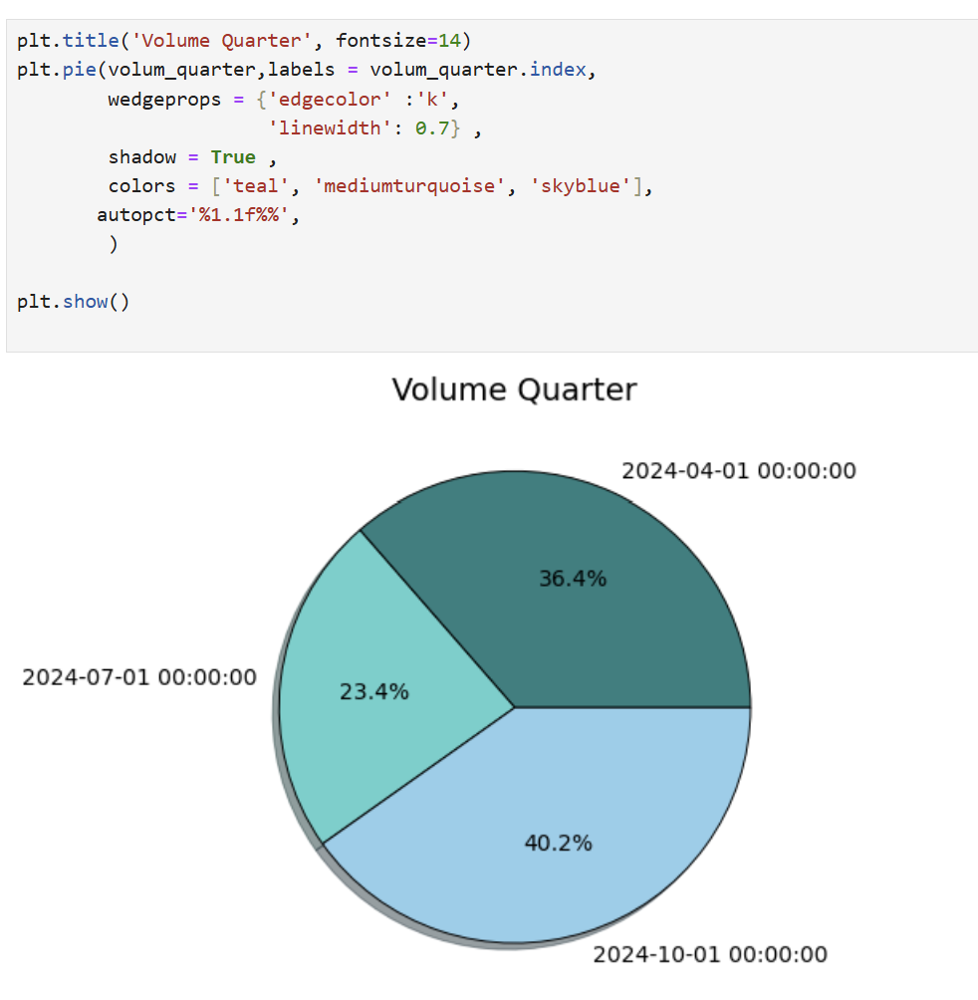 plt.title('Volume Quarter', fontsize=14)
plt.pie(volum_quarter,labels = volum_quarter.index,
        wedgeprops = {'edgecolor' :'k',
                      'linewidth': 0.7} ,
        shadow = True ,
        colors = ['teal', 'mediumturquoise', 'skyblue'],
       autopct='%1.1f%%',
        )
plt.show()
Volume Quarter
2024-04-01 00:00:00
36.4%
2024-07-01 00:00:00
23.4%
40.2%
2024-10-01 00:00:00